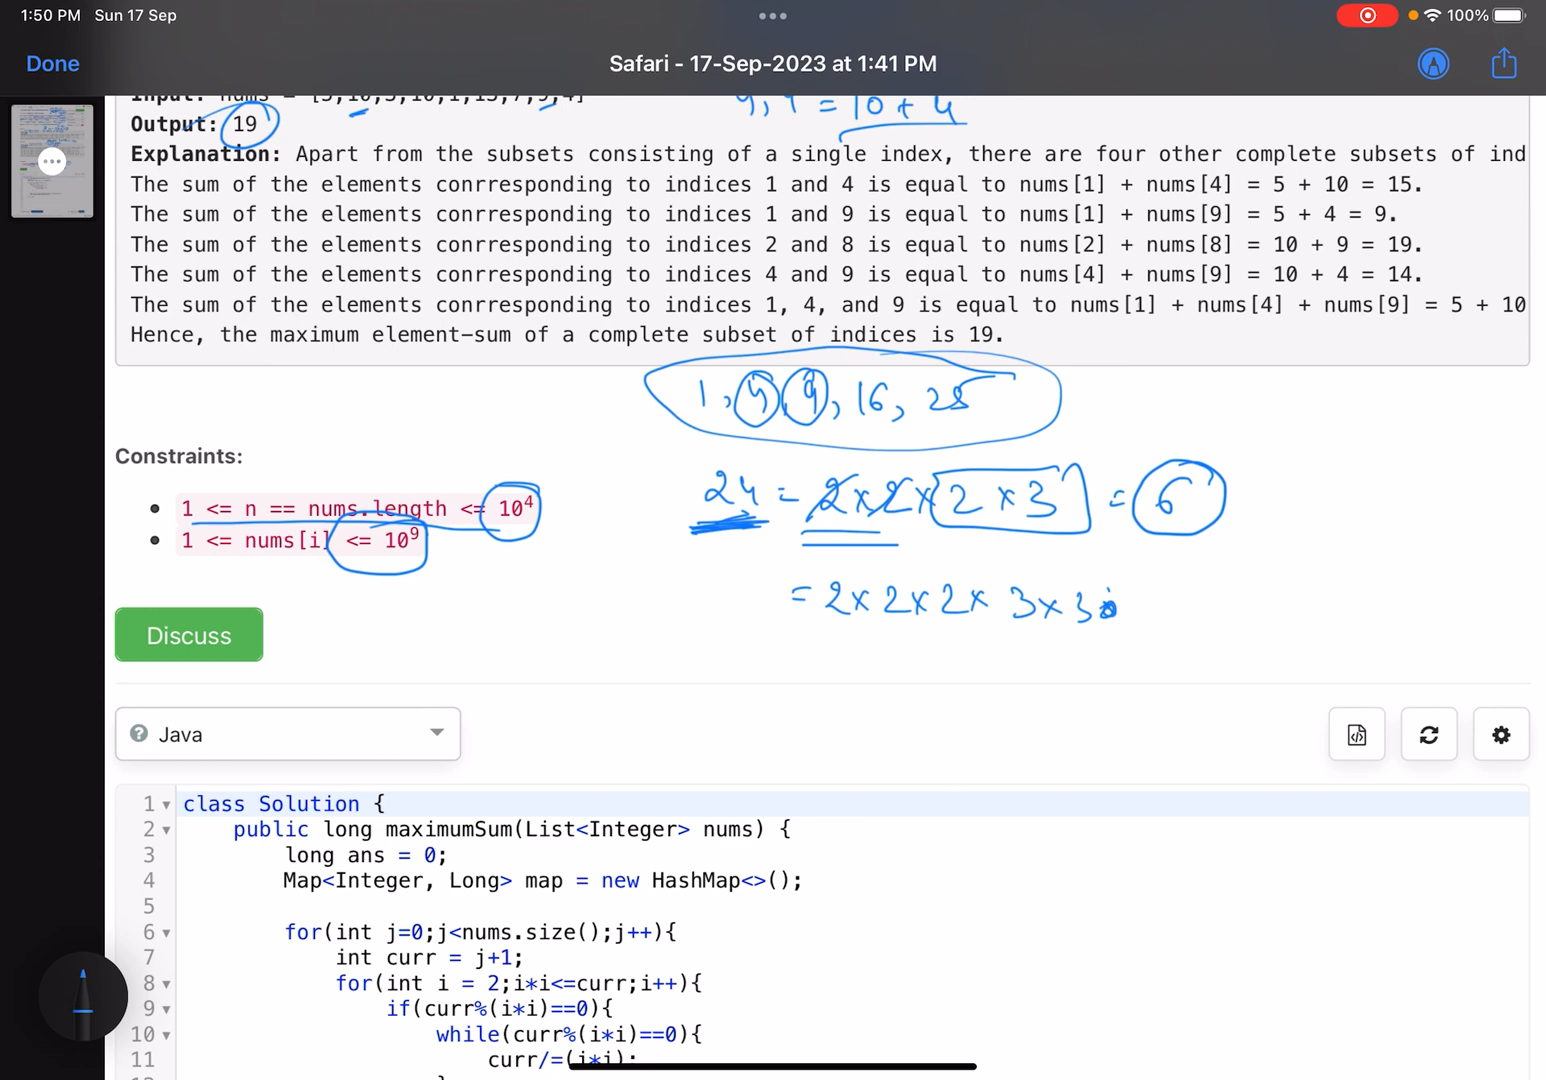 1:50 PM Sun 17 Sep
100%
Done
Safari - 17-Sep-2023 at 1:41 PM
Output: 19
10 + 4
Explanation: Apart from the subsets consisting of a single index, there are four other complete subsets of ind
The sum of the elements conrresponding to indices 1 and 4 is equal to nums[1] + nums[4] = 5 + 10 = 15.
The sum of the elements conrresponding to indices 1 and 9 is equal to nums[1] + nums[9] = 5 + 4 = 9.
The sum of the elements conrresponding to indices 2 and 8 is equal to nums[2] + nums[8] = 10 + 9 = 19.
The sum of the elements conrresponding to indices 4 and 9 is equal to nums[4] + nums[9] = 10 + 4 = 14.
The sum of the elements conrresponding to indices 1, 4, and 9 is equal to nums[1] + nums[4] + nums[9] = 5 + 10
Hence, the maximum element-sum of a complete subset of indices is 19.
1, 4, 9, 16, 25
Constraints:
1 <= n == nums.length <= 10⁴
1 <= nums[i] <= 10⁹
24 = 2 x 2 x 2 x 3 = 6
= 2 x 2 x 2 x 3 x 3
Discuss
Java
1 class Solution {
2 public long maximumSum(List<Integer> nums) {
3 long ans = 0;
4 Map<Integer, Long> map = new HashMap<>();
5
6 for(int j=0;j<nums.size();j++){
7 int curr = j+1;
8 for(int i = 2;i*i<=curr;i++){
9 if(curr%(i*i)==0){
10 while(curr%(i*i)==0){
11 curr/=(i*i);